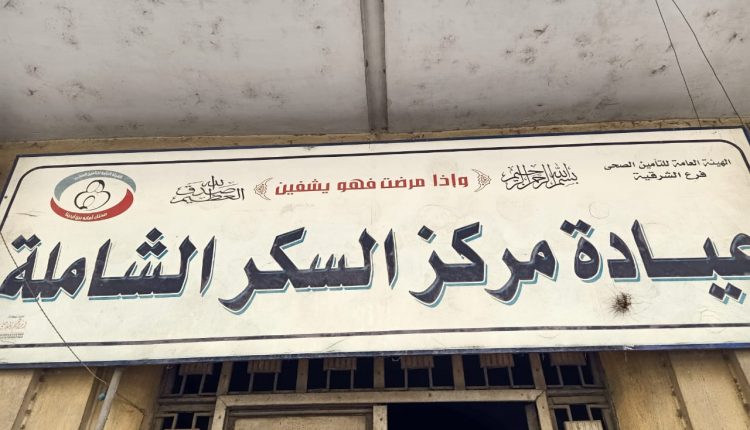 الهيئة العامة للتأمين الصحى
فرع الشرقية
بسم الله الرحمن الرحيم
وإذا مرضت فهو يشفين
صدق الله العظيم
عيادة مركز السكر الشاملة